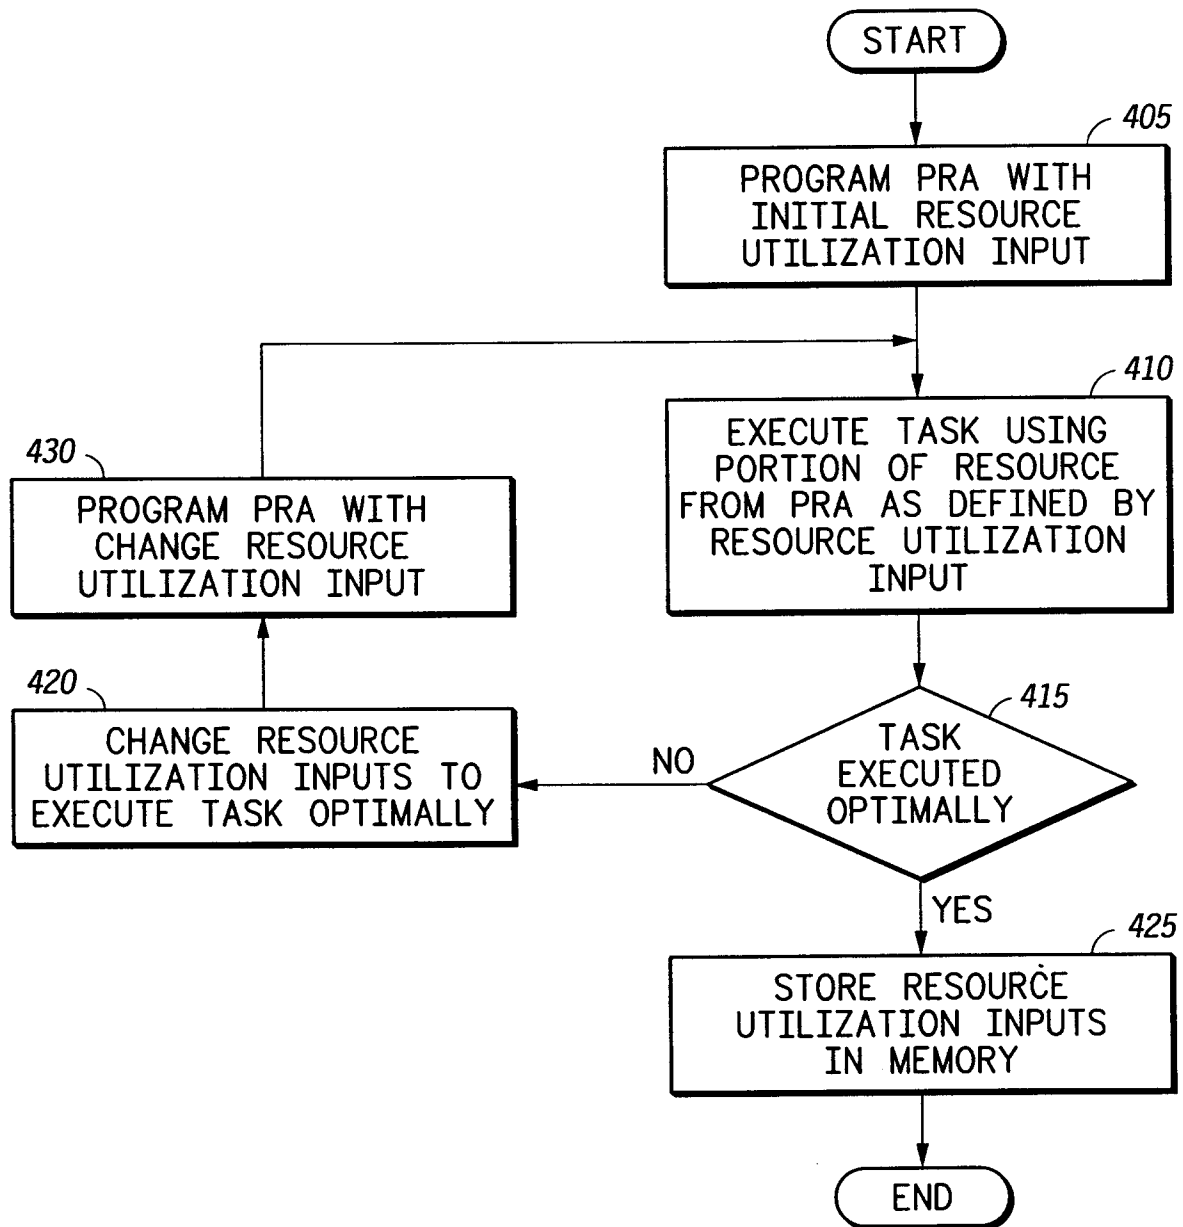 START
405
PROGRAM PRA WITH
INITIAL RESOURCE
UTILIZATION INPUT
410
EXECUTE TASK USING
PORTION OF RESOURCE
FROM PRA AS DEFINED BY
RESOURCE UTILIZATION
INPUT
430
PROGRAM PRA WITH
CHANGE RESOURCE
UTILIZATION INPUT
420
CHANGE RESOURCE
UTILIZATION INPUTS TO
EXECUTE TASK OPTIMALLY
NO
415
TASK
EXECUTED
OPTIMALLY
YES
425
STORE RESOURCE
UTILIZATION INPUTS
IN MEMORY
END